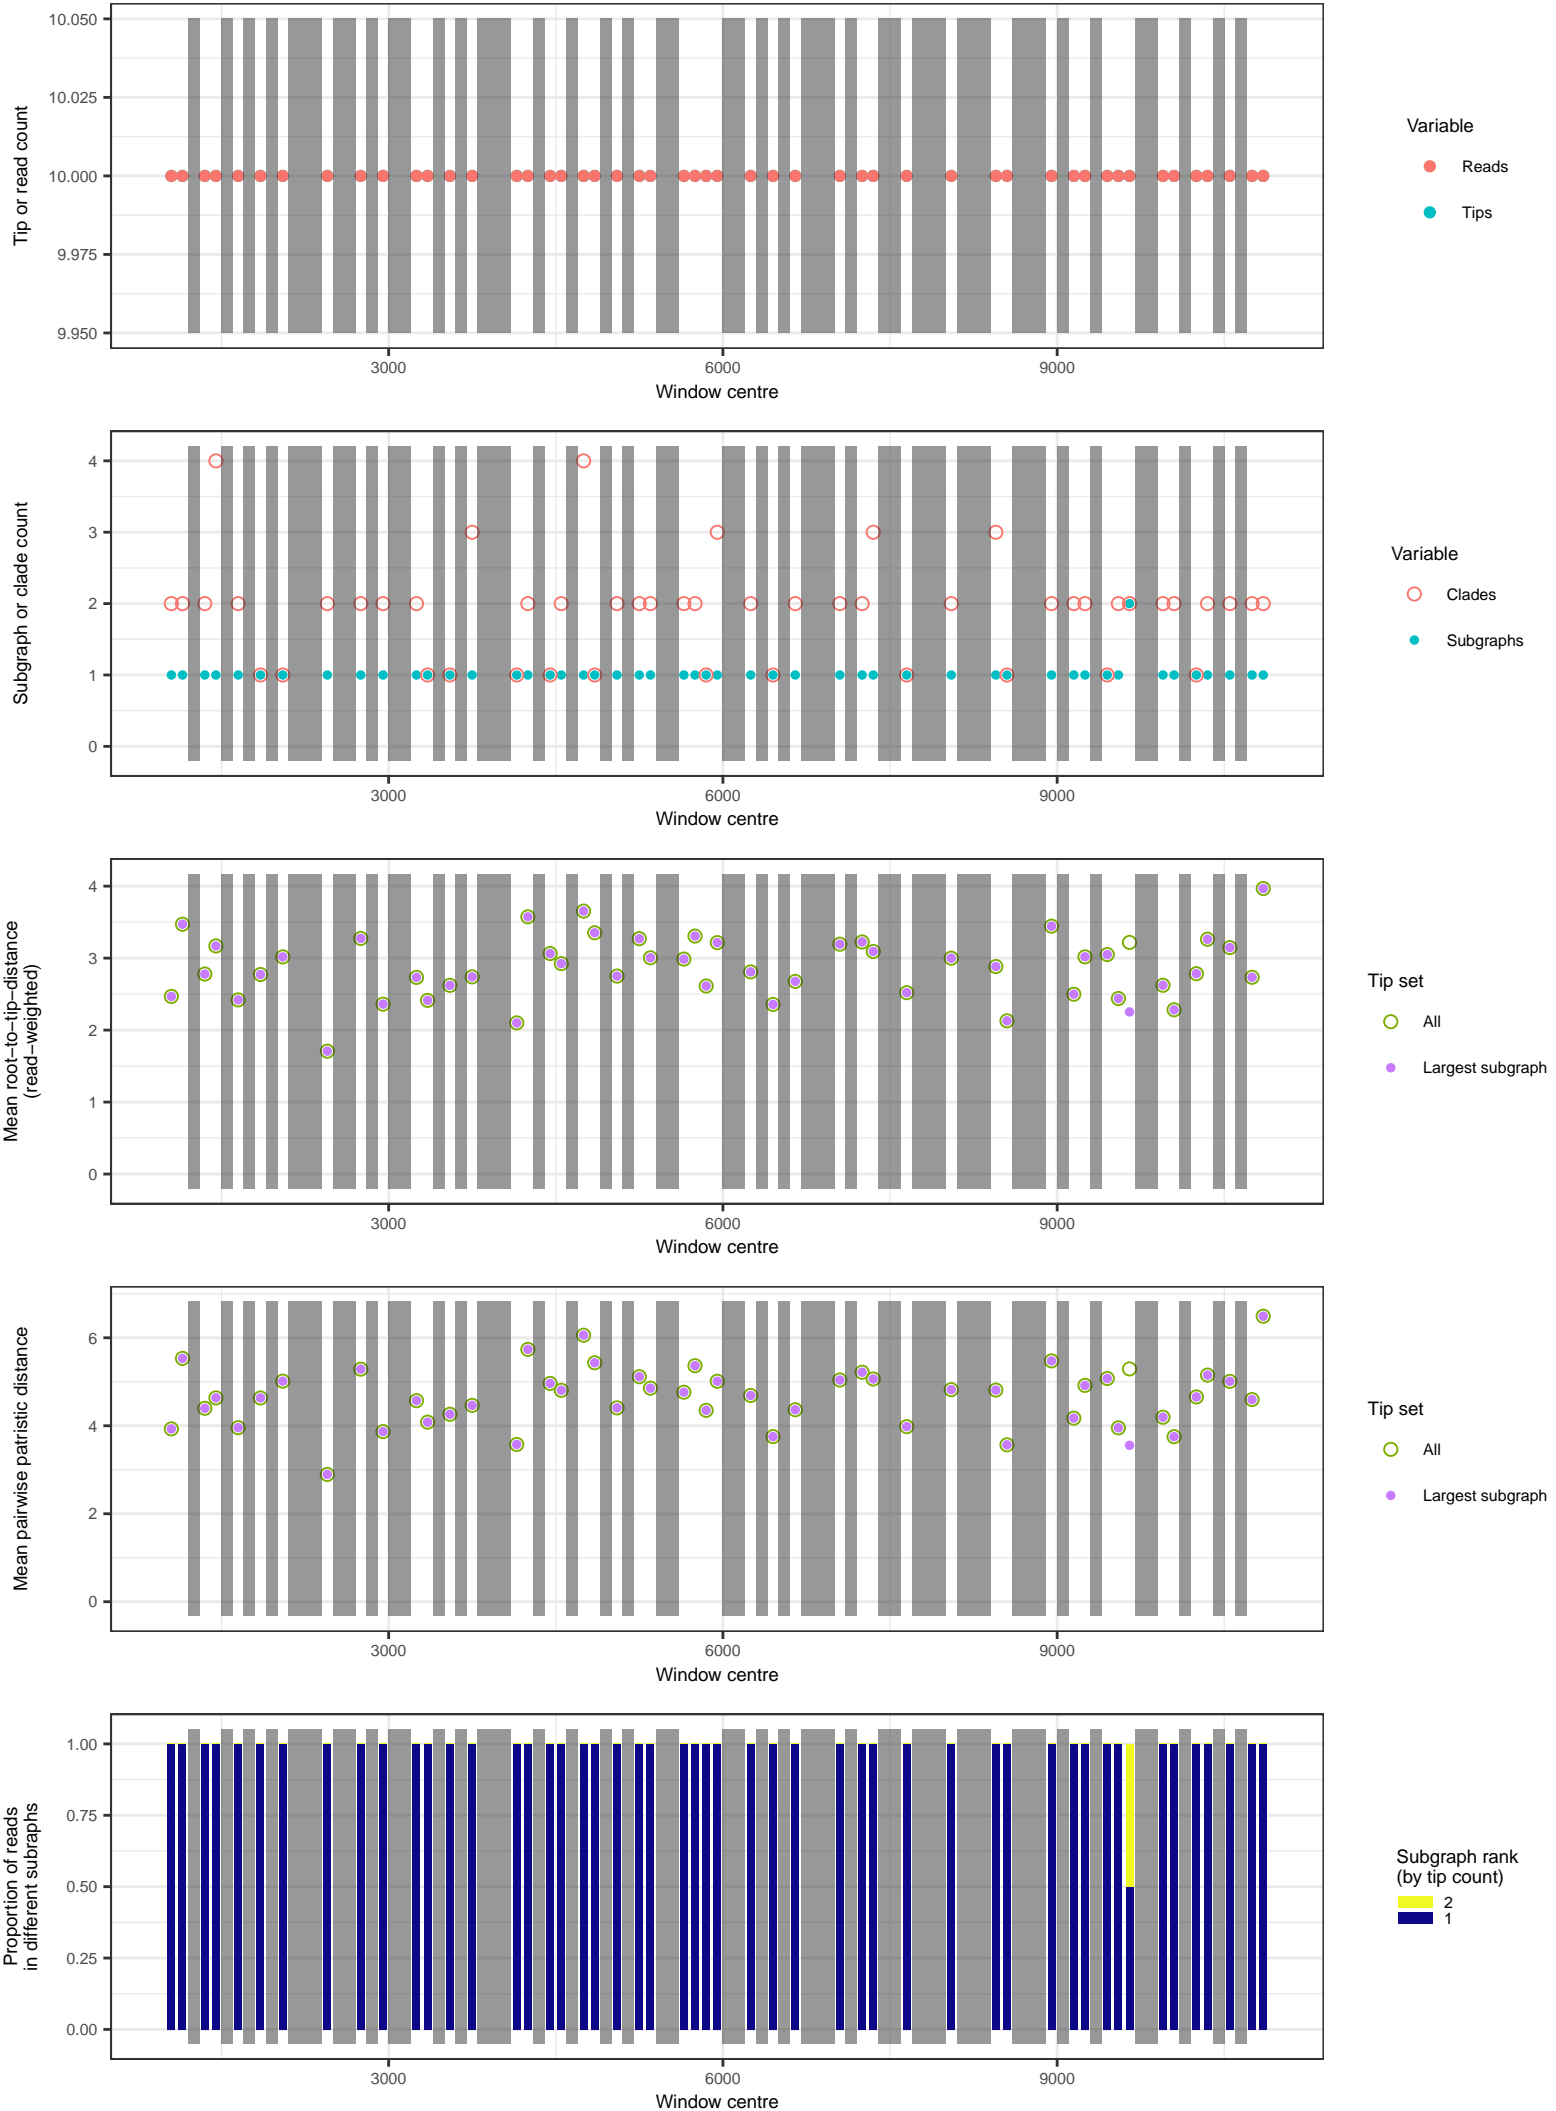 10.050
10.025
10.000
9.975
9.950
Tip or read count
3000
6000
9000
Window centre
Variable
Reads
Tips
4
3
2
1
0
Subgraph or clade count
3000
6000
9000
Window centre
Variable
Clades
Subgraphs
4
3
2
1
0
Mean root−to−tip−distance
(read−weighted)
3000
6000
9000
Window centre
Tip set
All
Largest subgraph
6
4
2
0
Mean pairwise patristic distance
3000
6000
9000
Window centre
Tip set
All
Largest subgraph
1.00
0.75
0.50
0.25
0.00
Proportion of reads
in different subraphs
3000
6000
9000
Window centre
Subgraph rank
(by tip count)
2
1